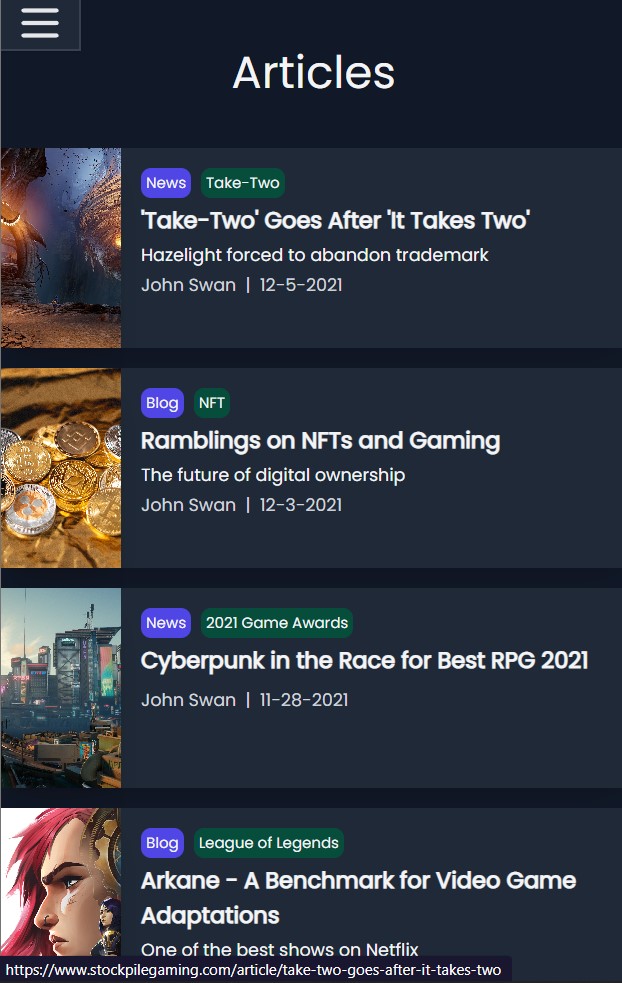 Articles
News Take-Two
'Take-Two' Goes After 'It Takes Two'
Hazelight forced to abandon trademark
John Swan | 12-5-2021
Blog NFT
Ramblings on NFTs and Gaming
The future of digital ownership
John Swan | 12-3-2021
News 2021 Game Awards
Cyberpunk in the Race for Best RPG 2021
John Swan | 11-28-2021
Blog League of Legends
Arkane - A Benchmark for Video Game
Adaptations
One of the best shows on Netflix
https://www.stockpilegaming.com/article/take-two-goes-after-it-takes-two